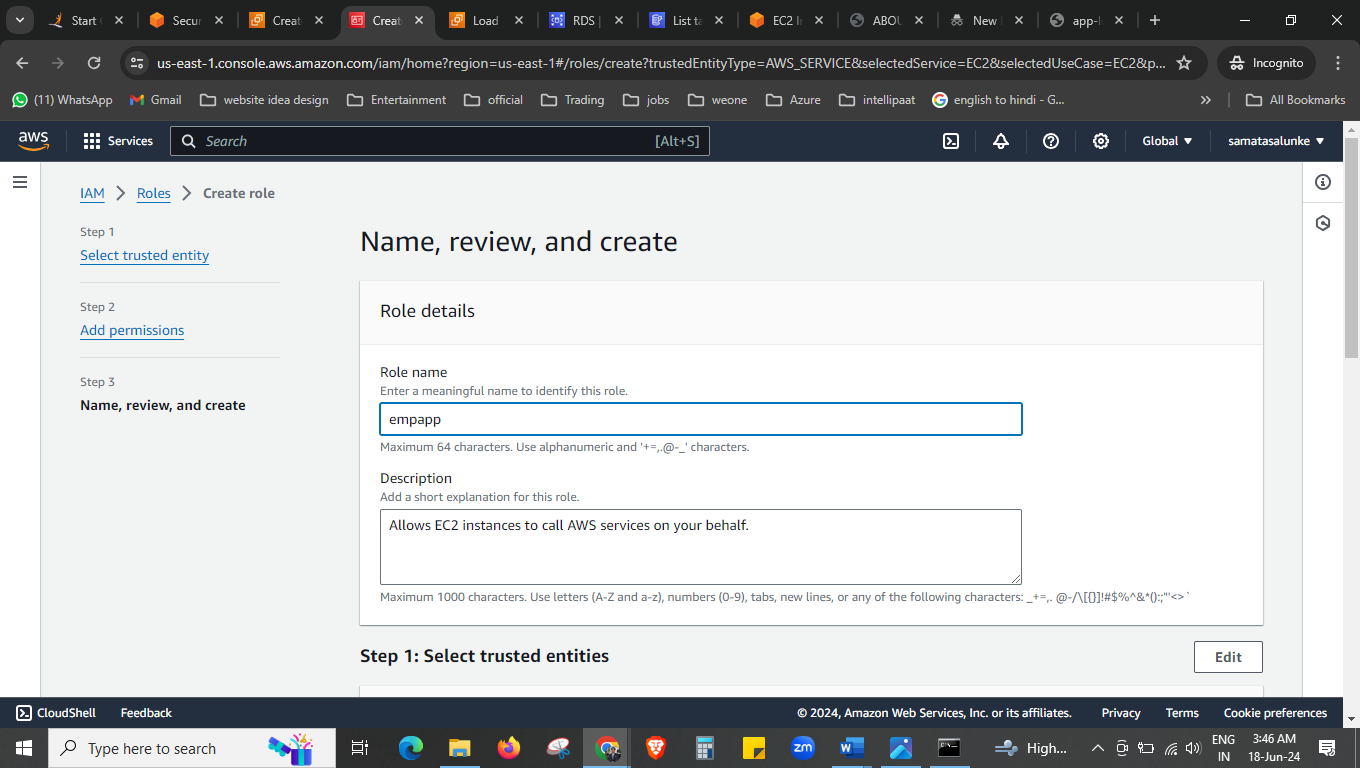 Start
Secur
Creat
Creat
Load
RDS |
List ta
EC2 I
ABOU
New
app-
us-east-1.console.aws.amazon.com/iam/home?region=us-east-1#/roles/create?trustedEntityType=AWS_SERVICE&selectedService=EC2&selectedUseCase=EC2&p...
Incognito
(11) WhatsApp
Gmail
website idea design
Entertainment
official
Trading
jobs
weone
Azure
intellipaat
english to hindi - G...
»
All Bookmarks
aws
Services
Search
[Alt+S]
Global
samatasalunke
IAM
Roles
Create role
Step 1
Select trusted entity
Step 2
Add permissions
Step 3
Name, review, and create
Name, review, and create
Role details
Role name
Enter a meaningful name to identify this role.
empapp
Maximum 64 characters. Use alphanumeric and '+=,.@-_' characters.
Description
Add a short explanation for this role.
Allows EC2 instances to call AWS services on your behalf.
Maximum 1000 characters. Use letters (A-Z and a-z), numbers (0-9), tabs, new lines, or any of the following characters: _+=,. @-/\[{}]!#$%^&*():;"'<>`
Step 1: Select trusted entities
Edit
CloudShell
Feedback
© 2024, Amazon Web Services, Inc. or its affiliates.
Privacy
Terms
Cookie preferences
Type here to search
zm
High...
ENG
IN
3:46 AM
18-Jun-24